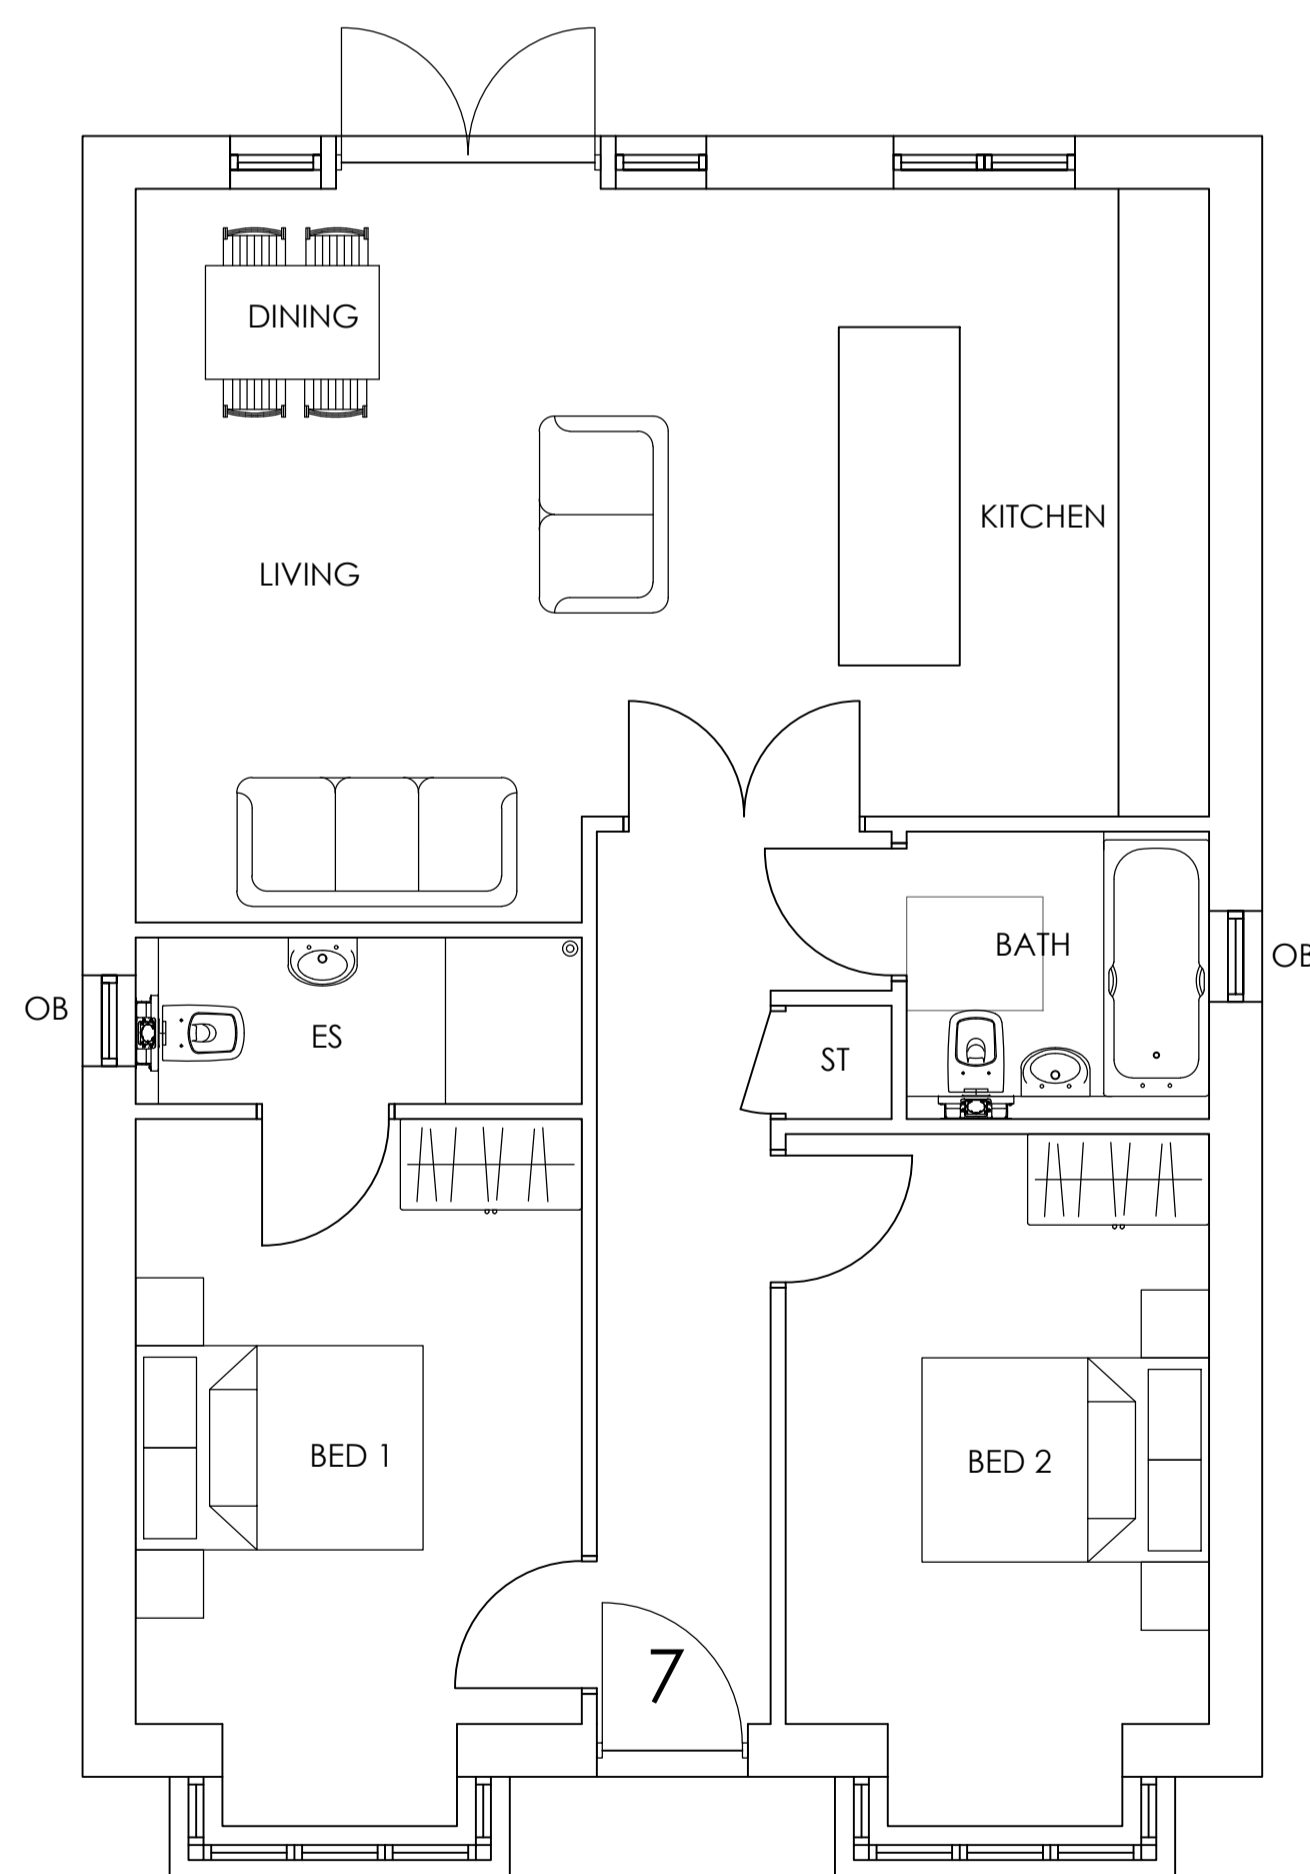 DINING
KITCHEN
LIVING
BATH
OB
OB
ES
ST
BED 1
BED 2
7